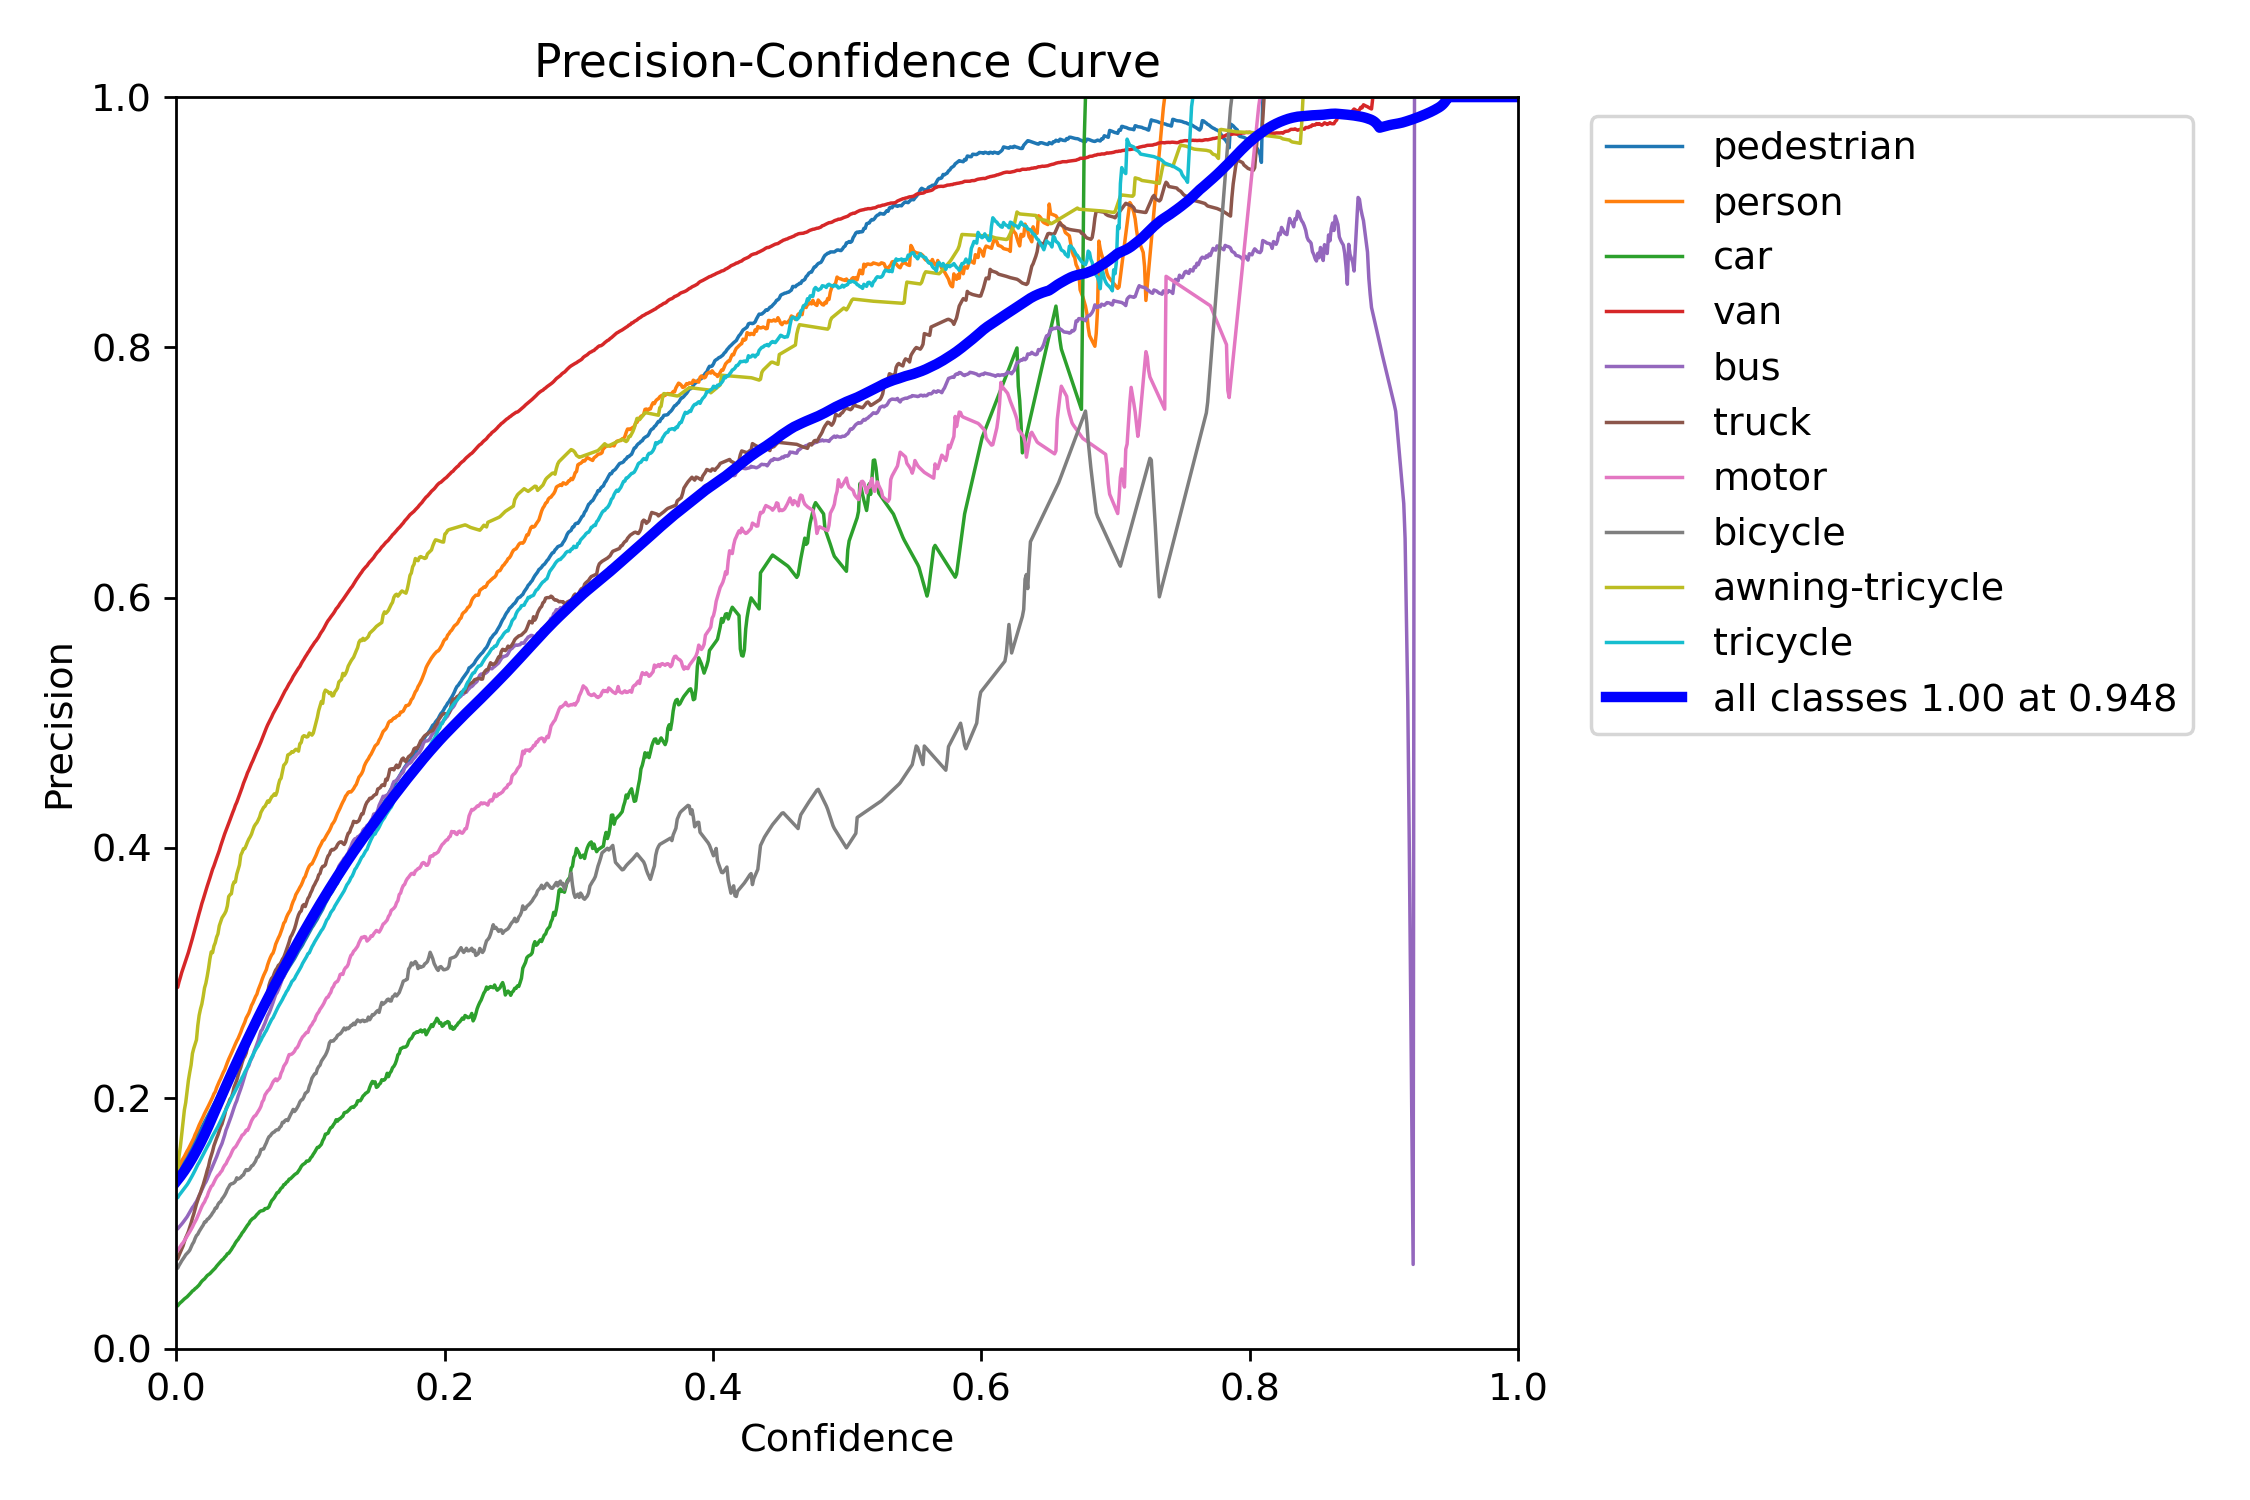 Precision-Confidence Curve
1.0
0.8
0.6
0.4
0.2
0.0
Precision
0.0 0.2 0.4 0.6 0.8 1.0
Confidence
pedestrian
person
car
van
bus
truck
motor
bicycle
awning-tricycle
tricycle
all classes 1.00 at 0.948